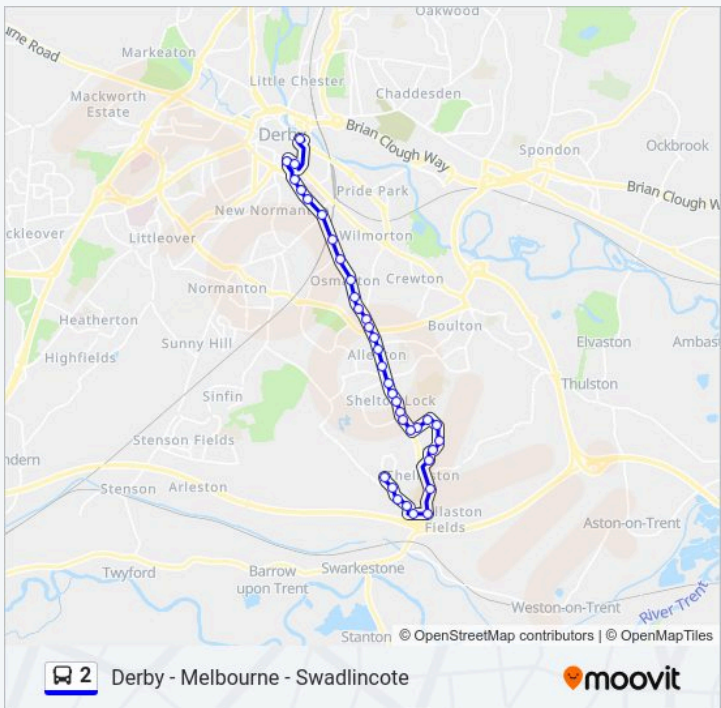 Oakwood
rne Road
Markeaton
Little Chester
Mackworth
Estate
Chaddesden
Derby
Brian Clough Way
Spondon
Ockbrook
Pride Park
Brian Clough W
New Norman
ckleover
Littleover
Wilmorton
Normanton
Osm
Crewton
Heatherton
Boulton
Elvaston
Ambas
Sunny Hill
Highfields
Allenton
Thulston
Sinfin
Shelton Lock
Stenson Fields
ndern
Stenson
Arleston
Chellaston
ellaston
Fields
Aston-on-Trent
Twyford
Barrow
upon Trent
Swarkestone
Weston-on-Trent
River Trent
Stanton
© OpenStreetMap contributors | © OpenMapTiles
2 Derby - Melbourne - Swadlincote
moovit